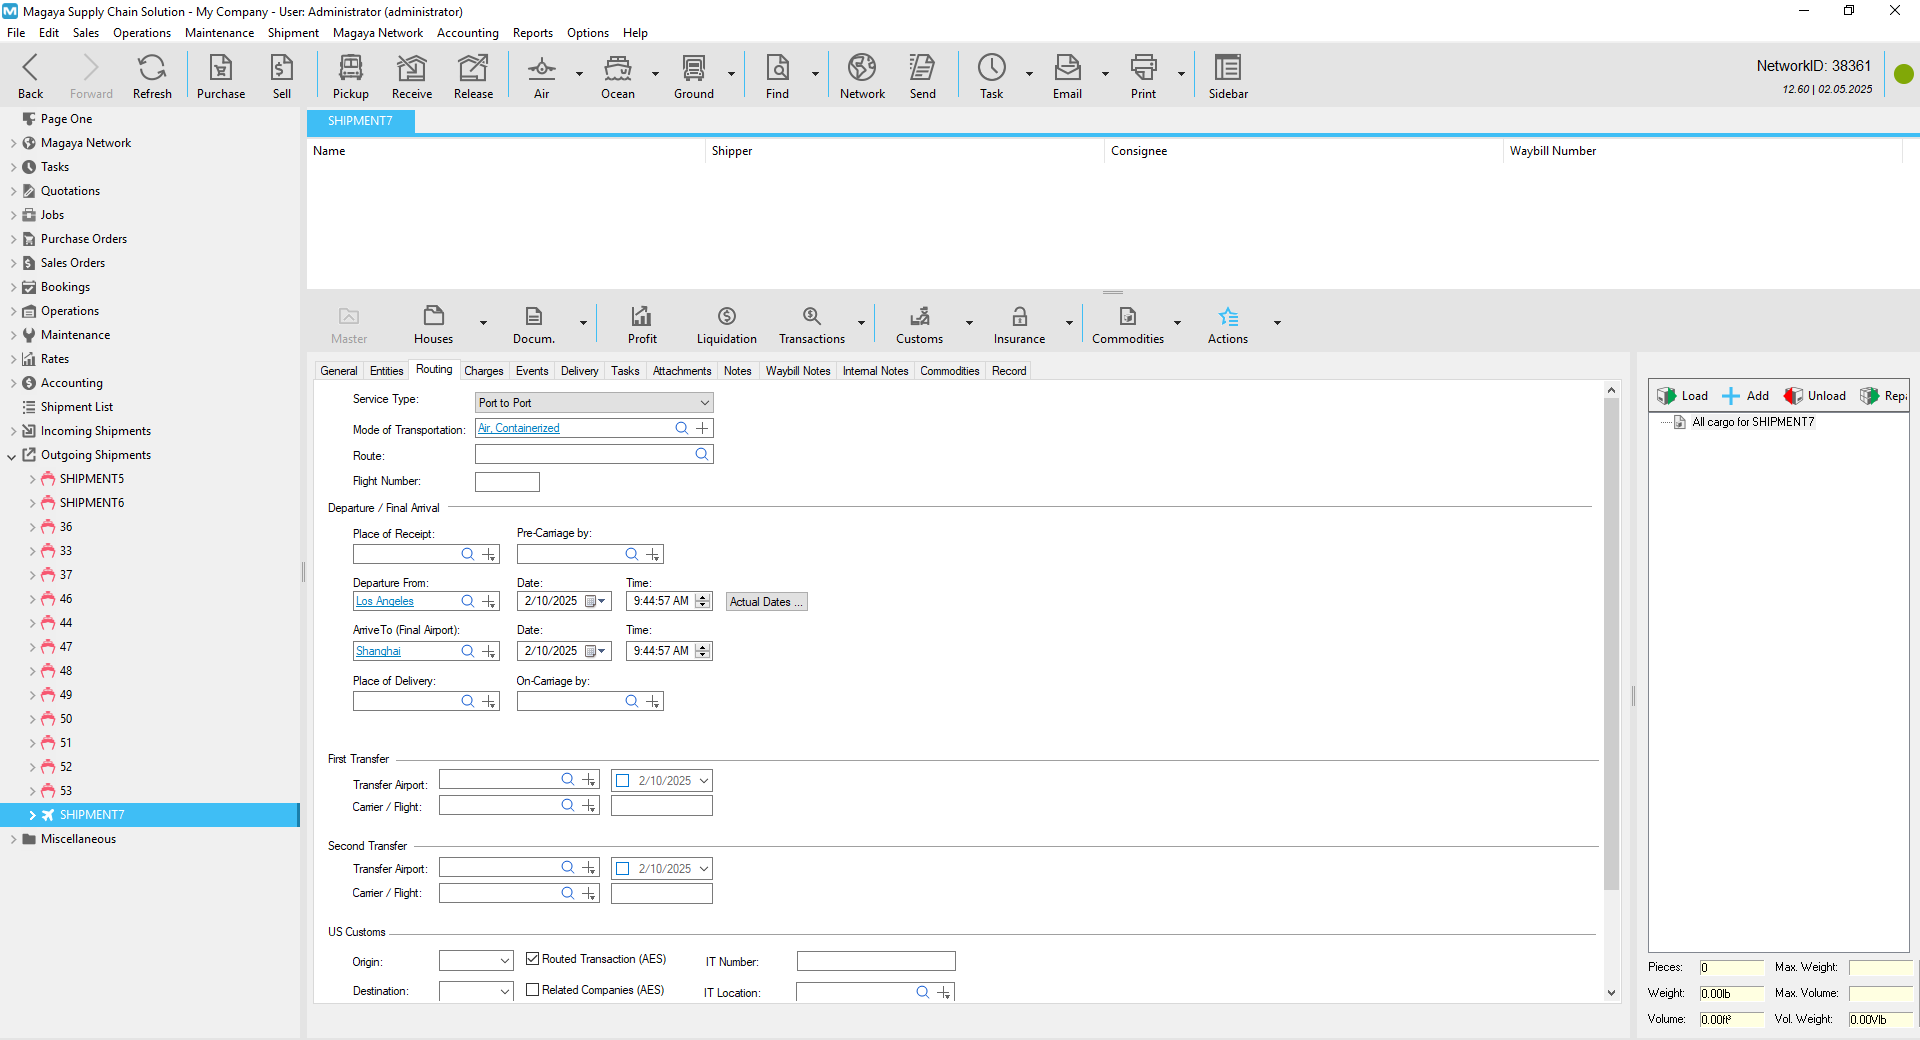 Magaya Supply Chain Solution - My Company - User: Administrator (administrator)
File Edit Sales Operations Maintenance Shipment Magaya Network Accounting Reports Options Help
Back Forward Refresh Purchase Sell Pickup Receive Release Air Ocean Ground Find Network Send Task Email Print Sidebar
NetworkID: 38361
12.60 | 02.05.2025
Page One
Magaya Network
Tasks
Quotations
Jobs
Purchase Orders
Sales Orders
Bookings
Operations
Maintenance
Rates
Accounting
Shipment List
Incoming Shipments
Outgoing Shipments
SHIPMENT5
SHIPMENT6
36
33
37
46
44
47
48
49
50
51
52
53
SHIPMENT7
Miscellaneous
SHIPMENT7
Name Shipper Consignee Waybill Number
Master Houses Docum. Profit Liquidation Transactions Customs Insurance Commodities Actions
General Entities Routing Charges Events Delivery Tasks Attachments Notes Waybill Notes Internal Notes Commodities Record
Service Type: Port to Port
Mode of Transportation: Air, Containerized
Route:
Flight Number:
Departure / Final Arrival
Place of Receipt: Pre-Carriage by:
Departure From: Date: Time:
Los Angeles 2/10/2025 9:44:57 AM Actual Dates ...
Arrive To (Final Airport): Date: Time:
Shanghai 2/10/2025 9:44:57 AM
Place of Delivery: On-Carriage by:
First Transfer
Transfer Airport: 2/10/2025
Carrier / Flight:
Second Transfer
Transfer Airport: 2/10/2025
Carrier / Flight:
US Customs
Origin: Routed Transaction (AES) IT Number:
Destination: Related Companies (AES) IT Location:
Load Add Unload Repa
All cargo for SHIPMENT7
Pieces: 0 Max. Weight:
Weight: 0.00lb Max. Volume:
Volume: 0.00ft³ Vol. Weight: 0.00Vlb